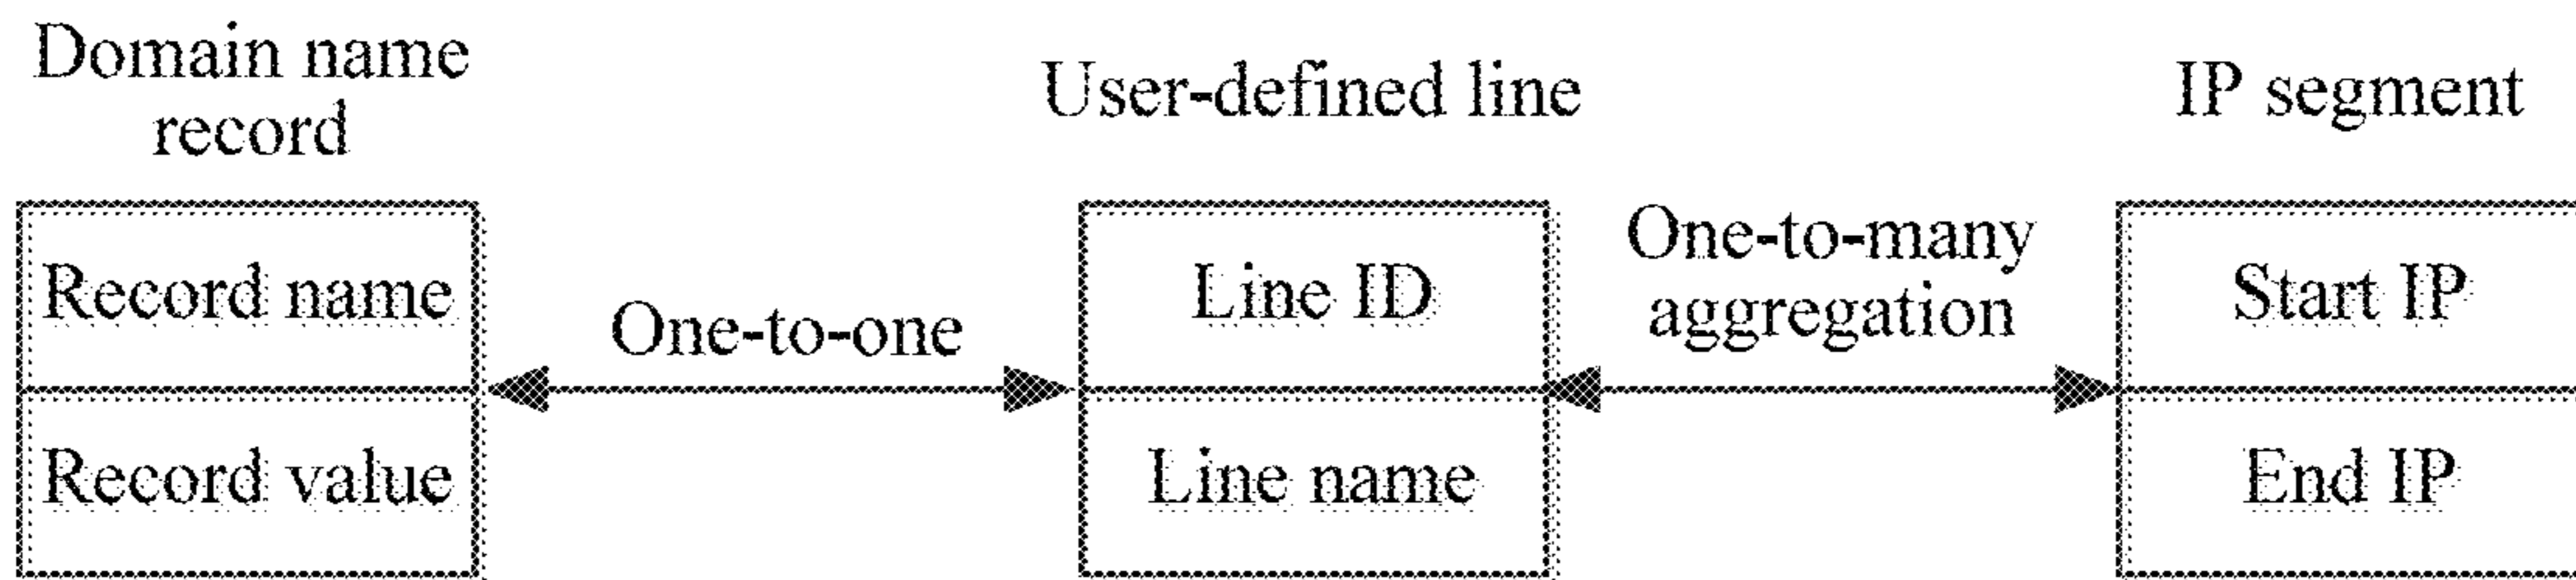 Domain name
record
User-defined line
IP segment
Record name
Record value
One-to-one
Line ID
Line name
One-to-many
aggregation
Start IP
End IP